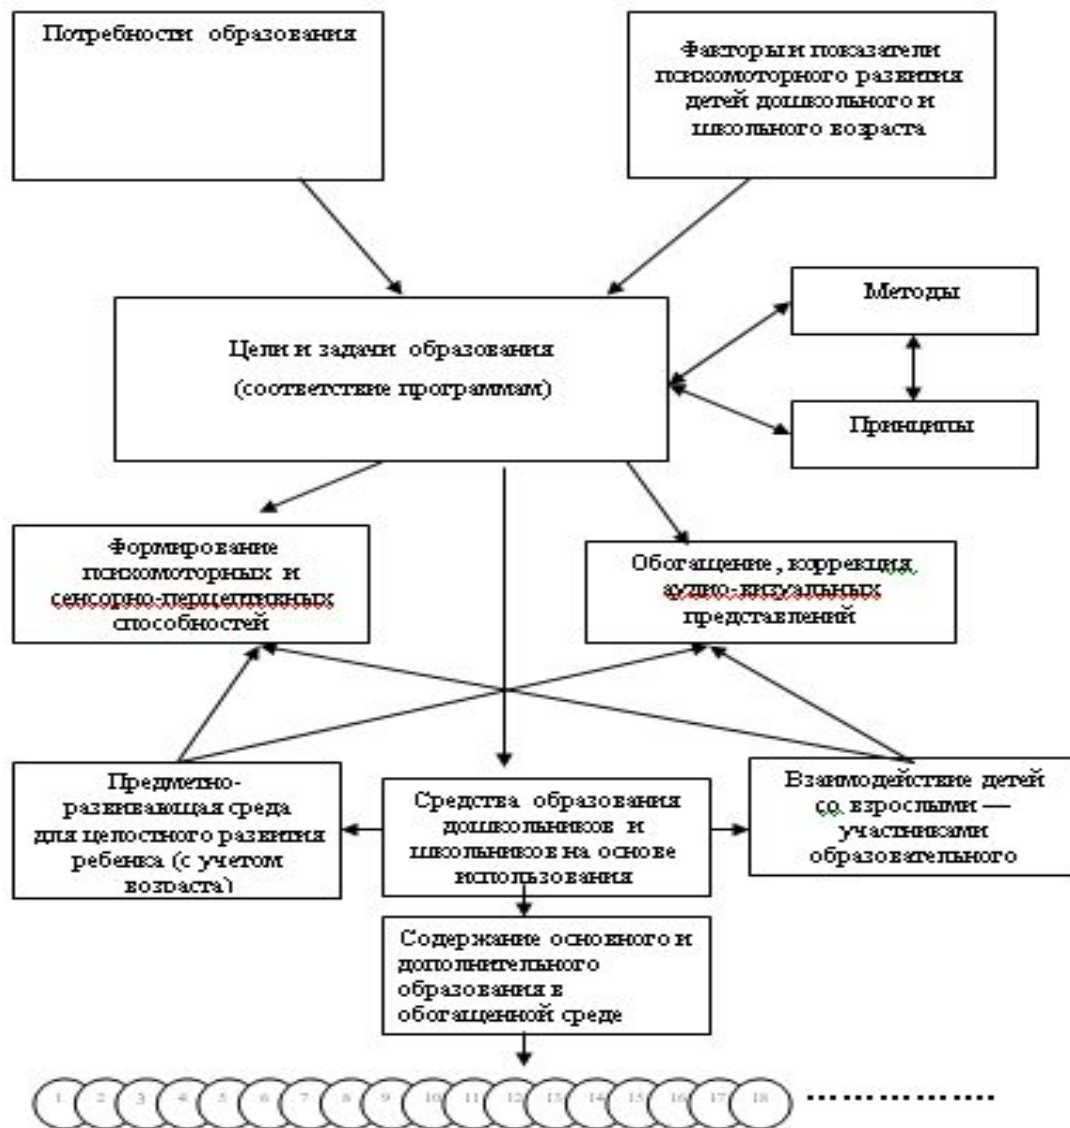 Потребности образования
Факторы и показатели
психомоторного развития
детей дошкольного и
школьного возраста
Методы
Цели и задачи образования
(соответствие программам)
Принципы
Формирование
психомоторных и
сенсорно-перцептивных
способностей
Обогащение, коррекция
аудио-визуальных
представлений
Предметно-
развивающая среда
для целостного развития
ребенка (с учетом
возраста)
Средства образования
дошкольников и
школьников на основе
использования
Взаимодействие детей
со взрослыми —
участниками
образовательного
Содержание основного и
дополнительного
образования в
обогащенной среде
1 2 3 4 5 6 7 8 9 10 11 12 13 14 15 16 17 18